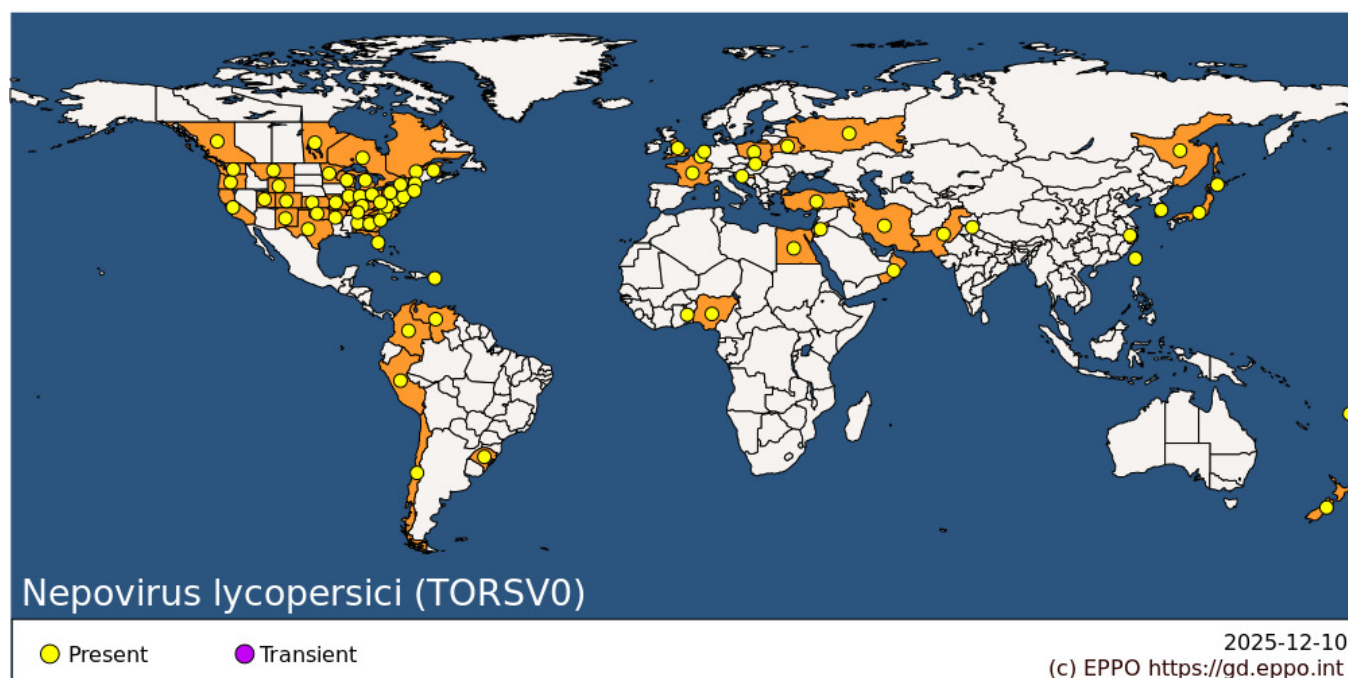 Nepovirus lycopersici (TORSV0)
Present
Transient
2025-12-10
(c) EPPO https://gd.eppo.int